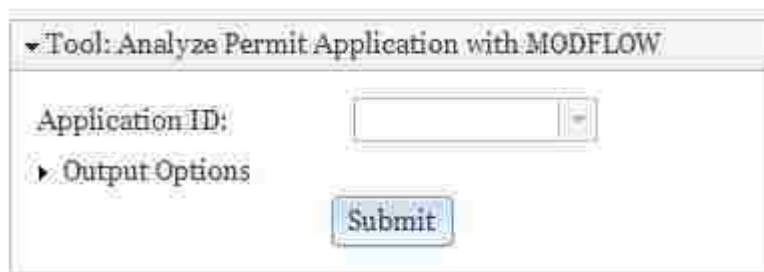 Tool: Analyze Permit Application with MODFLOW
Application ID:
Output Options
Submit